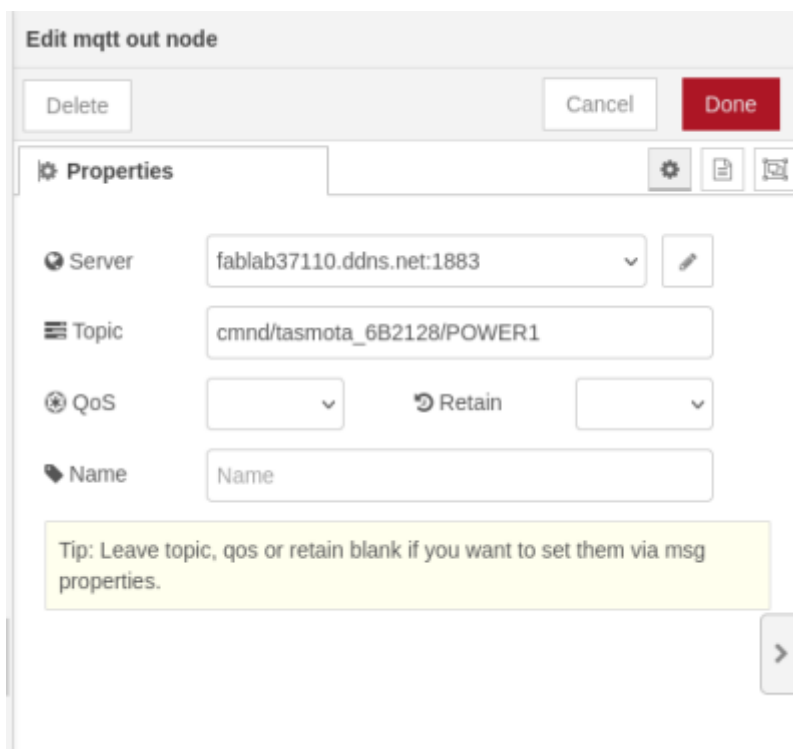 Edit mqtt out node
Delete Cancel Done
Properties
Server fablab37110.ddns.net:1883
Topic cmnd/tasmota_6B2128/POWER1
QoS Retain
Name Name
Tip: Leave topic, qos or retain blank if you want to set them via msg
properties.